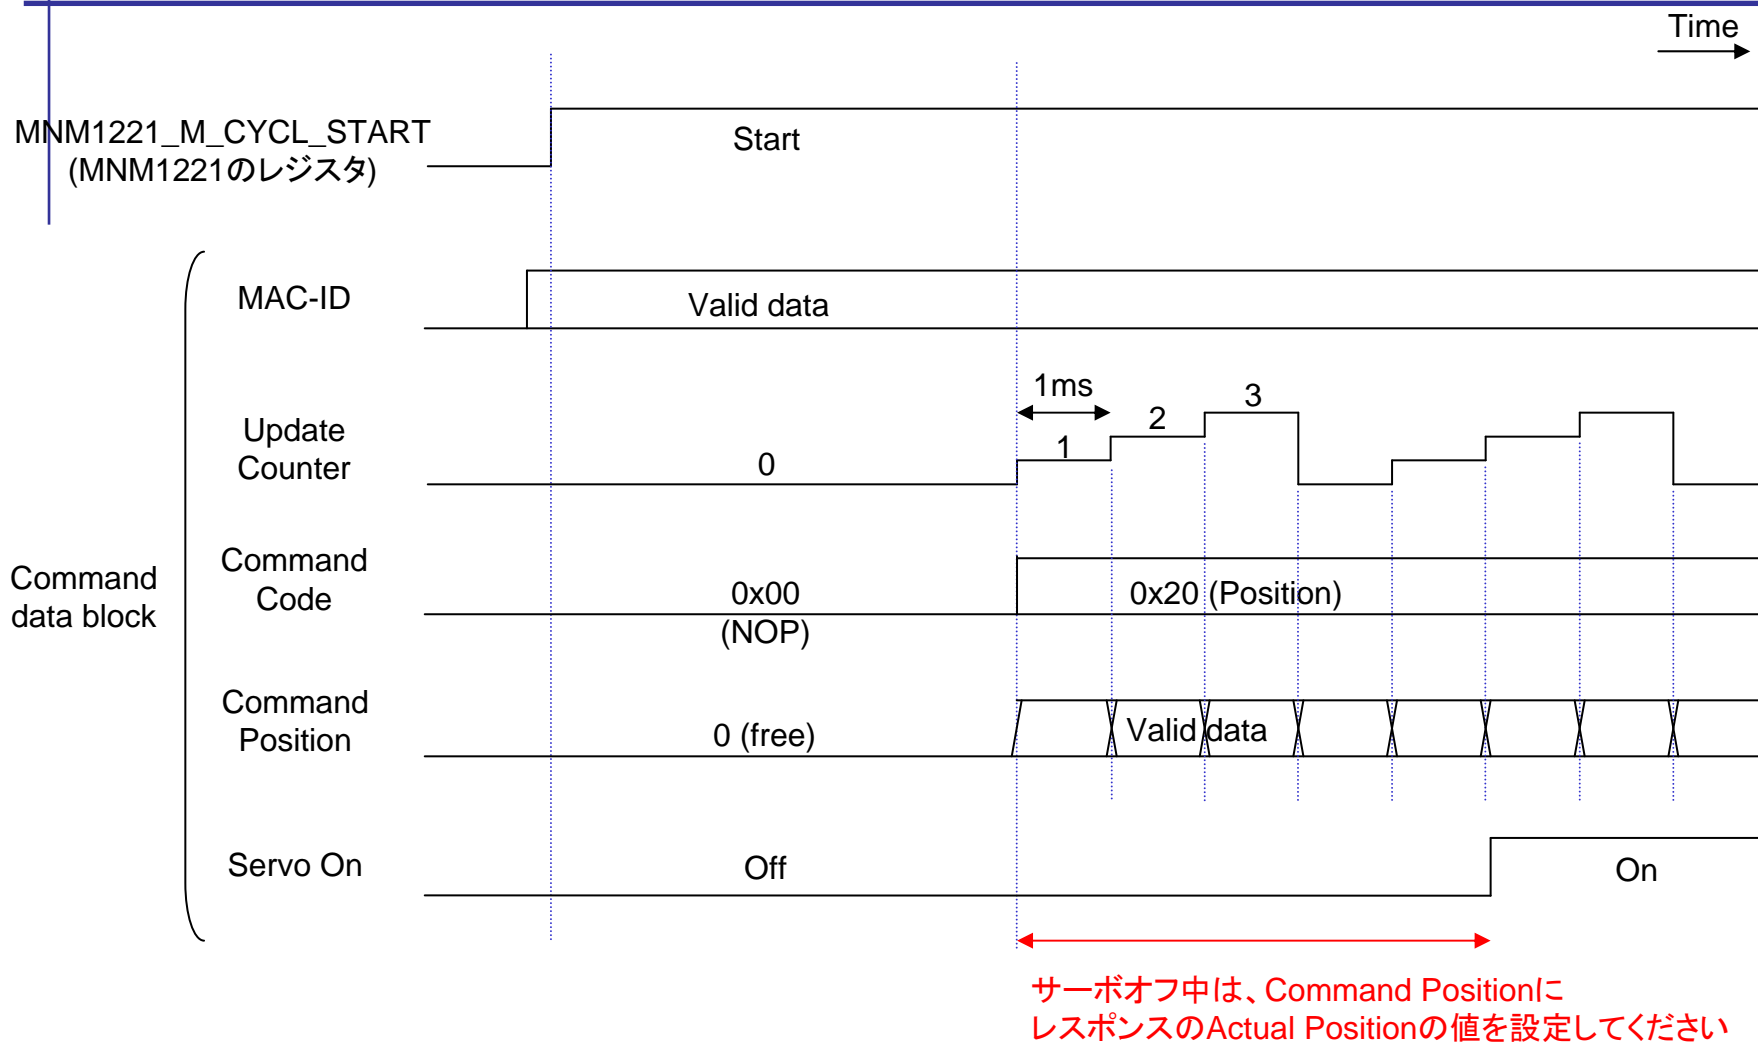 Time
MNM1221_M_CYCL_START
(MNM1221のレジスタ)
Start
MAC-ID
Valid data
1ms
1
2
3
Update
Counter
0
Command
data block
Command
Code
0x00
(NOP)
0x20 (Position)
Command
Position
0 (free)
Valid data
Servo On
Off
On
サーボオフ中は、Command Positionに
レスポンスのActual Positionの値を設定してください